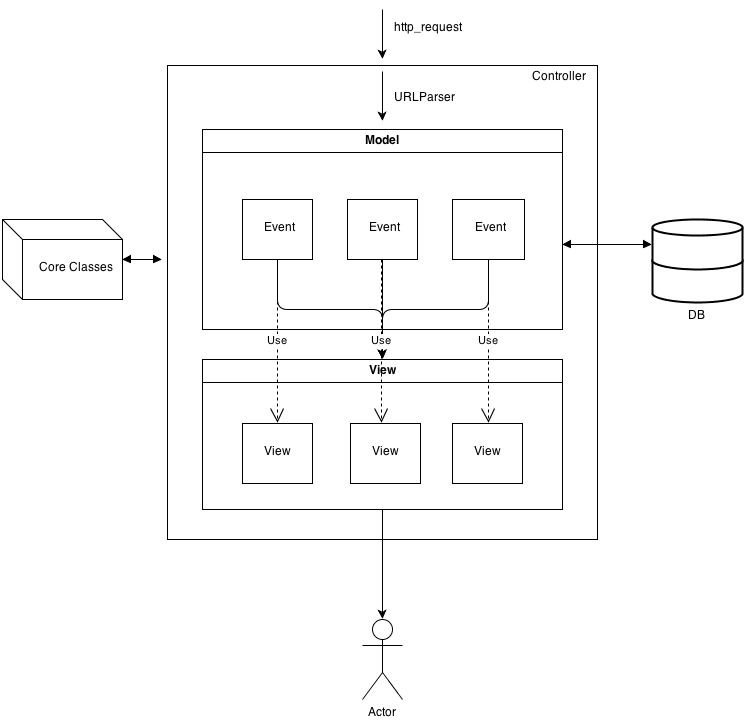 http_request
Controller
URLParser
Model
Event Event Event
Core Classes
DB
Use Use Use
View
View View View
Actor